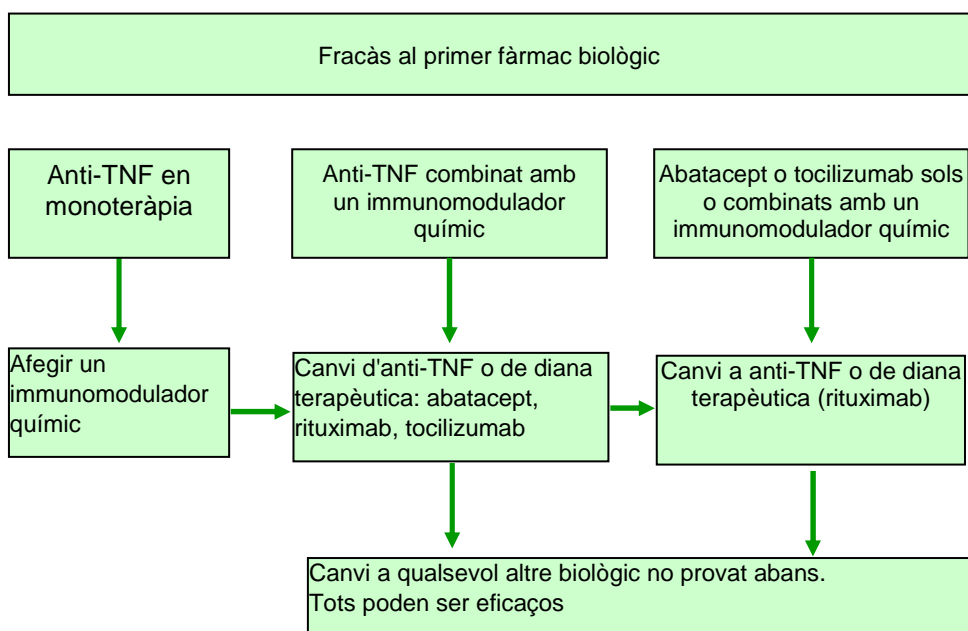 Fracàs al primer fàrmac biològic
Anti-TNF en
monoteràpia
Anti-TNF combinat amb
un immunomodulador
químic
Abatacept o tocilizumab sols
o combinats amb un
immunomodulador químic
Afegir un
immunomodulador
químic
Canvi d'anti-TNF o de diana
terapèutica: abatacept,
rituximab, tocilizumab
Canvi a anti-TNF o de diana
terapèutica (rituximab)
Canvi a qualsevol altre biològic no provat abans.
Tots poden ser eficaços